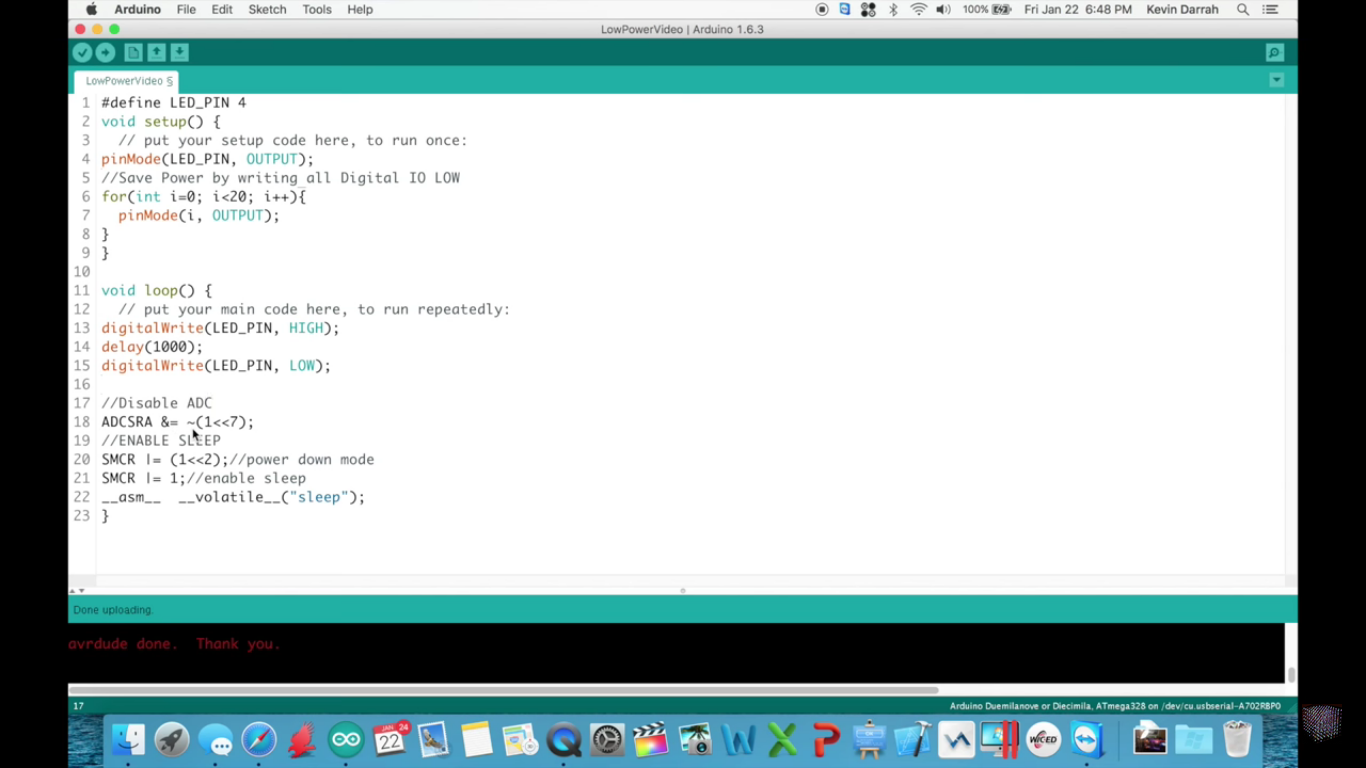 Arduino File Edit Sketch Tools Help 100% Fri Jan 22 6:48 PM Kevin Darrah
LowPowerVideo | Arduino 1.6.3
LowPowerVideo §
1 #define LED_PIN 4
2 void setup() {
3 // put your setup code here, to run once:
4 pinMode(LED_PIN, OUTPUT);
5 //Save Power by writing all Digital IO LOW
6 for(int i=0; i<20; i++){
7 pinMode(i, OUTPUT);
8 }
9 }
10
11 void loop() {
12 // put your main code here, to run repeatedly:
13 digitalWrite(LED_PIN, HIGH);
14 delay(1000);
15 digitalWrite(LED_PIN, LOW);
16
17 //Disable ADC
18 ADCSRA &= ~(1<<7);
19 //ENABLE SLEEP
20 SMCR |= (1<<2);//power down mode
21 SMCR |= 1;//enable sleep
22 __asm__ __volatile__("sleep");
23 }
Done uploading.
avrdude done. Thank you.
17 Arduino Duemilanove or Diecimila, ATmega328 on /dev/cu.usbserial-A702RBP0
JAN 24
22
WICED